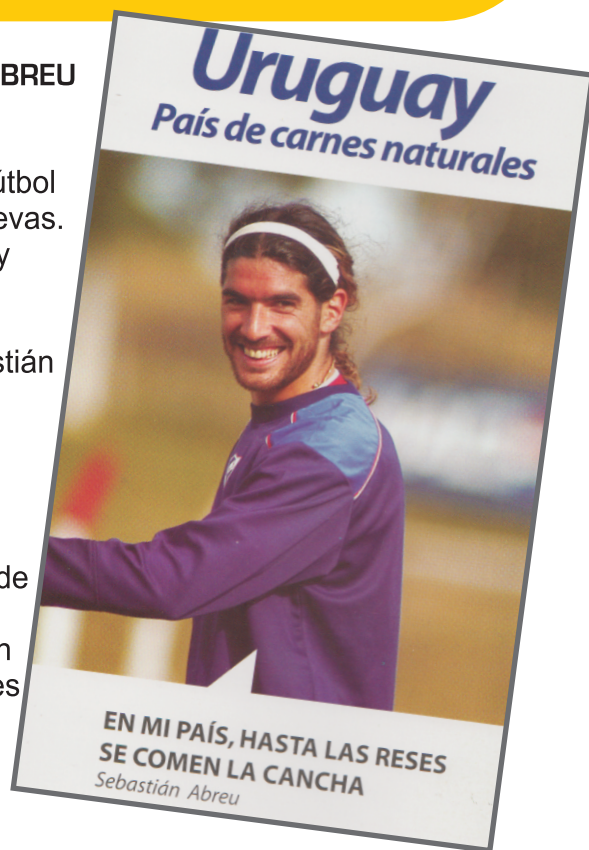 BREU
útbol
evas.
y
stián
de
n
es
Uruguay
País de carnes naturales
EN MI PAÍS, HASTA LAS RESES
SE COMEN LA CANCHA
Sebastián Abreu